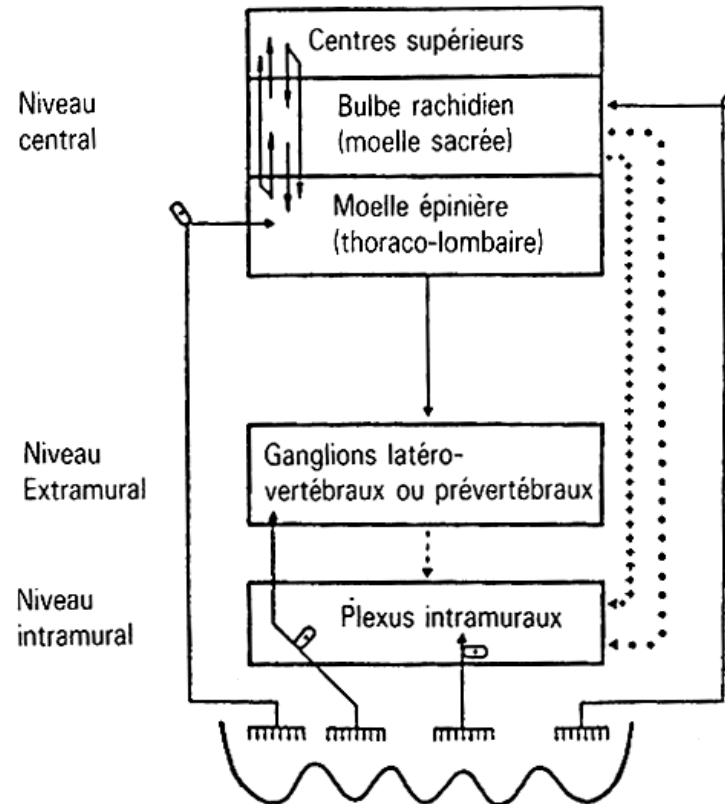 Centres supérieurs
Niveau
central
Bulbe rachidien
(moelle sacrée)
Moelle épinière
(thoraco-lombaire)
Niveau
Extramural
Ganglions latéro-
vertébraux ou prévertébraux
Niveau
intramural
Plexus intramuraux